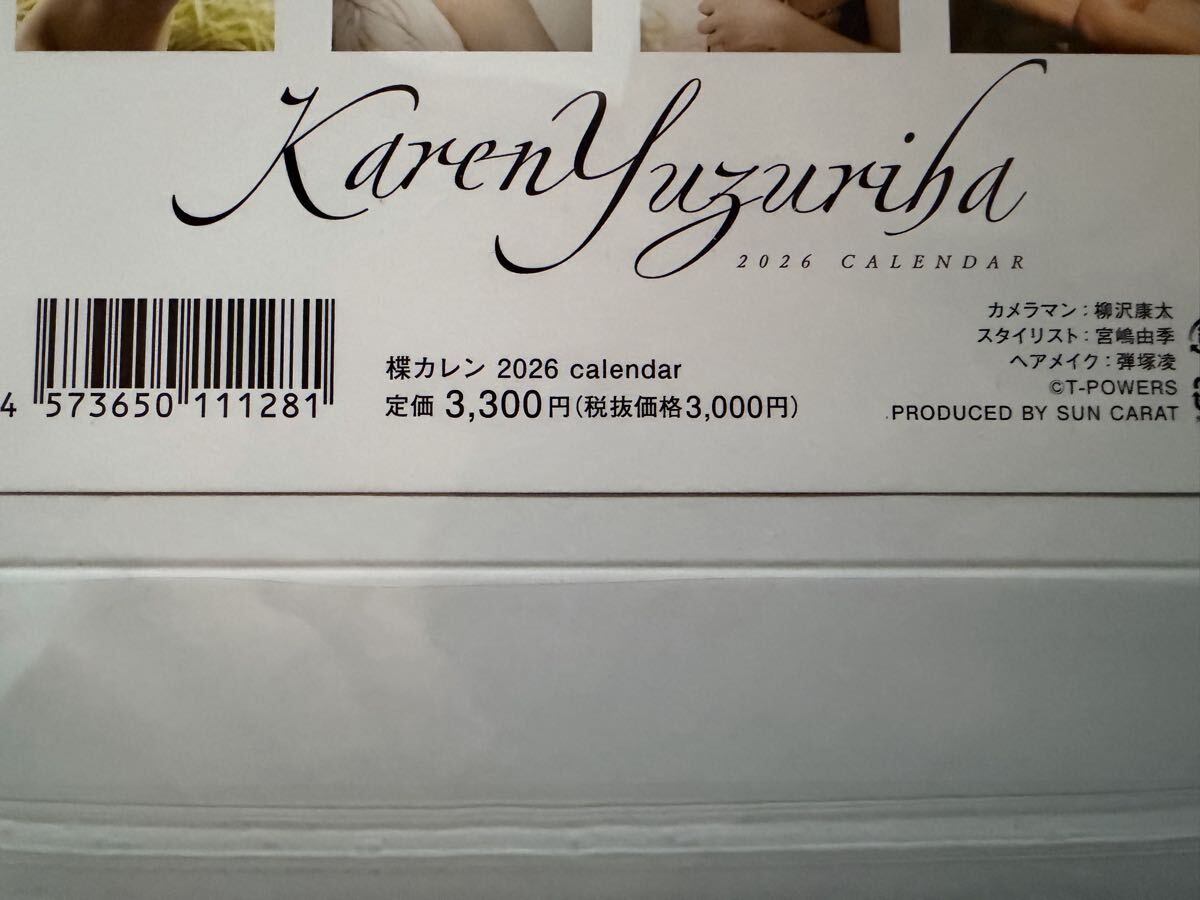 Karen Yuzuriha
2026 CALENDAR
4 573650 111281
楪カレン 2026 calendar
定価 3,300円(税抜価格3,000円)
カメラマン：柳沢康太
スタイリスト：宮嶋由季
ヘアメイク：弾塚凌
©T-POWERS
PRODUCED BY SUN CARAT